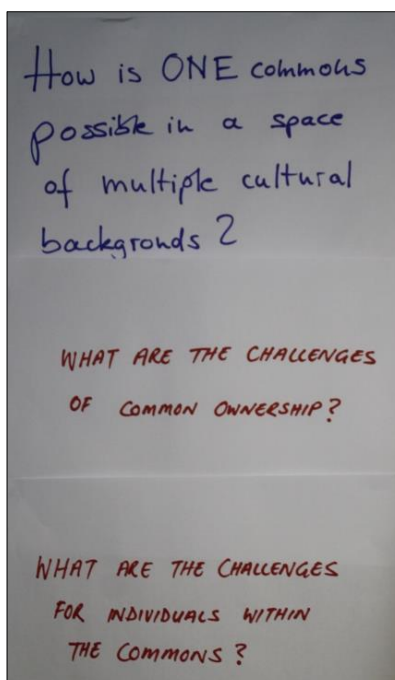 How is ONE commons
possible in a space
of multiple cultural
backgronds?
WHAT ARE THE CHALLENGES
OF COMMON OWNERSHIP?
WHAT ARE THE CHALLENGES
FOR INDIVIDUALS WITHIN
THE COMMONS?